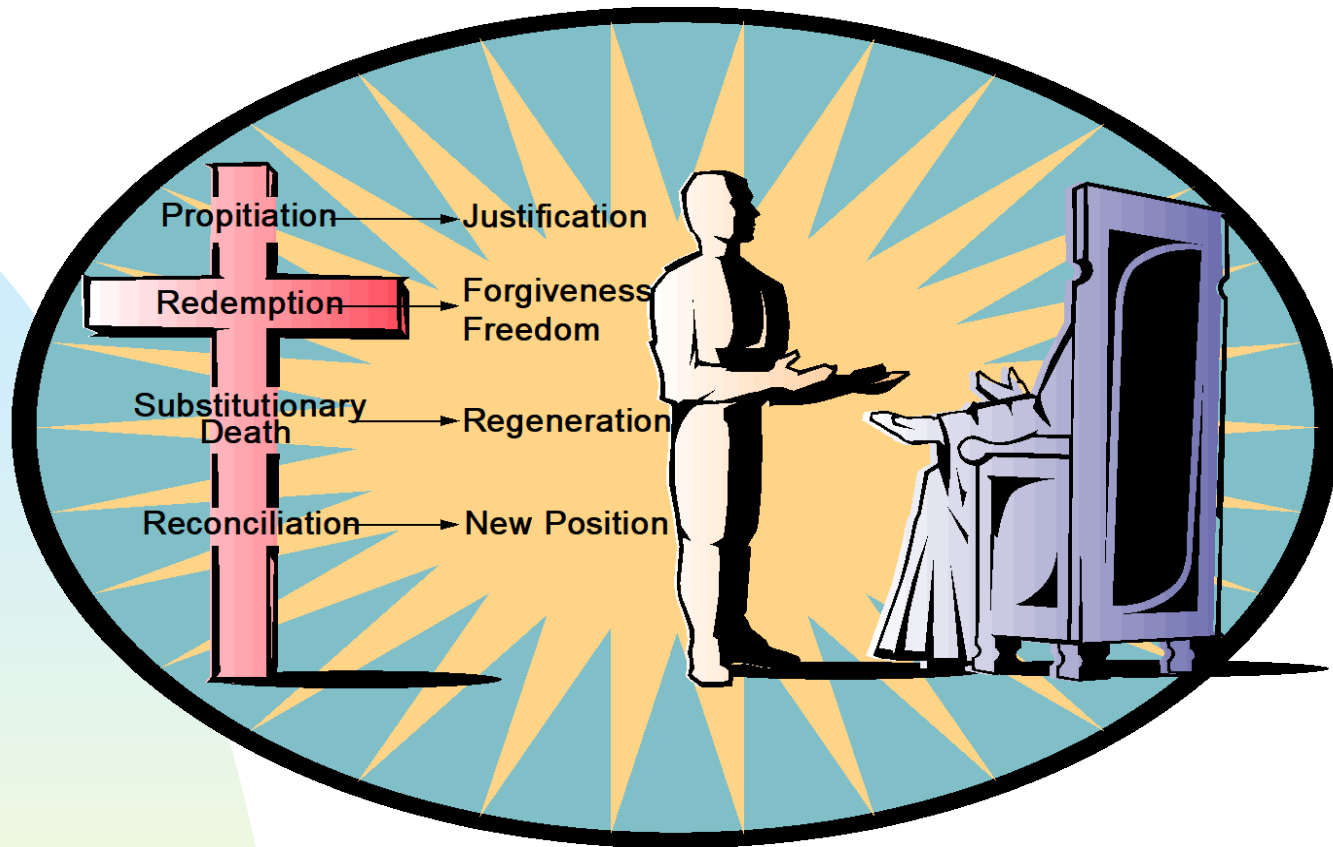 Propitiation
Justification
Redemption
Forgiveness
Freedom
Substitutionary
Death
Regeneration
Reconciliation
New Position